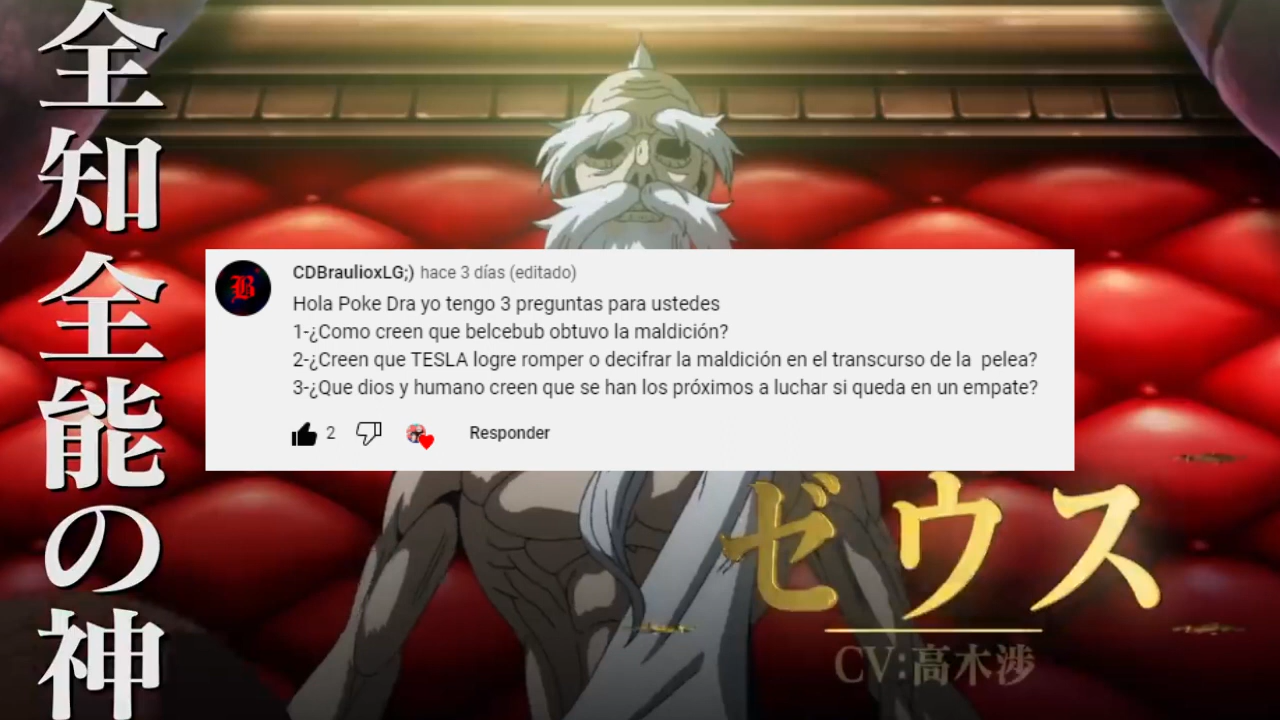 全知全能の神
CDBraulioxLG;) hace 3 días (editado)
Hola Poke Dra yo tengo 3 preguntas para ustedes
1-¿Como creen que belcebub obtuvo la maldición?
2-¿Creen que TESLA logre romper o decifrar la maldición en el transcurso de la pelea?
3-¿Que dios y humano creen que se han los próximos a luchar si queda en un empate?
2
Responder
ゼウス
CV:高木渉